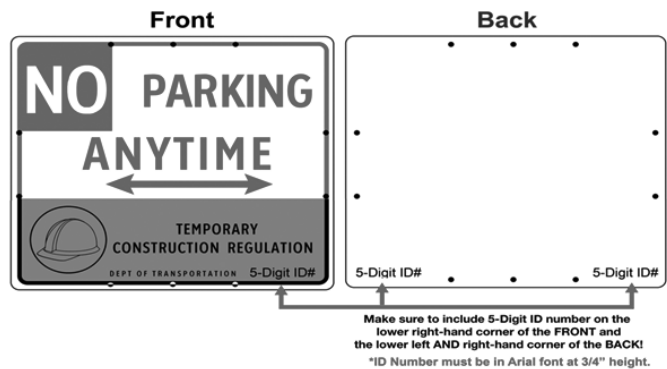 Front
Back
NO PARKING
ANYTIME
TEMPORARY
CONSTRUCTION REGULATION
DEPT OF TRANSPORTATION 5-Digit ID#
5-Digit ID# 5-Digit ID#
Make sure to include 5-Digit ID number on the
lower right-hand corner of the FRONT and
the lower left AND right-hand corner of the BACK!
*ID Number must be in Arial font at 3/4” height.